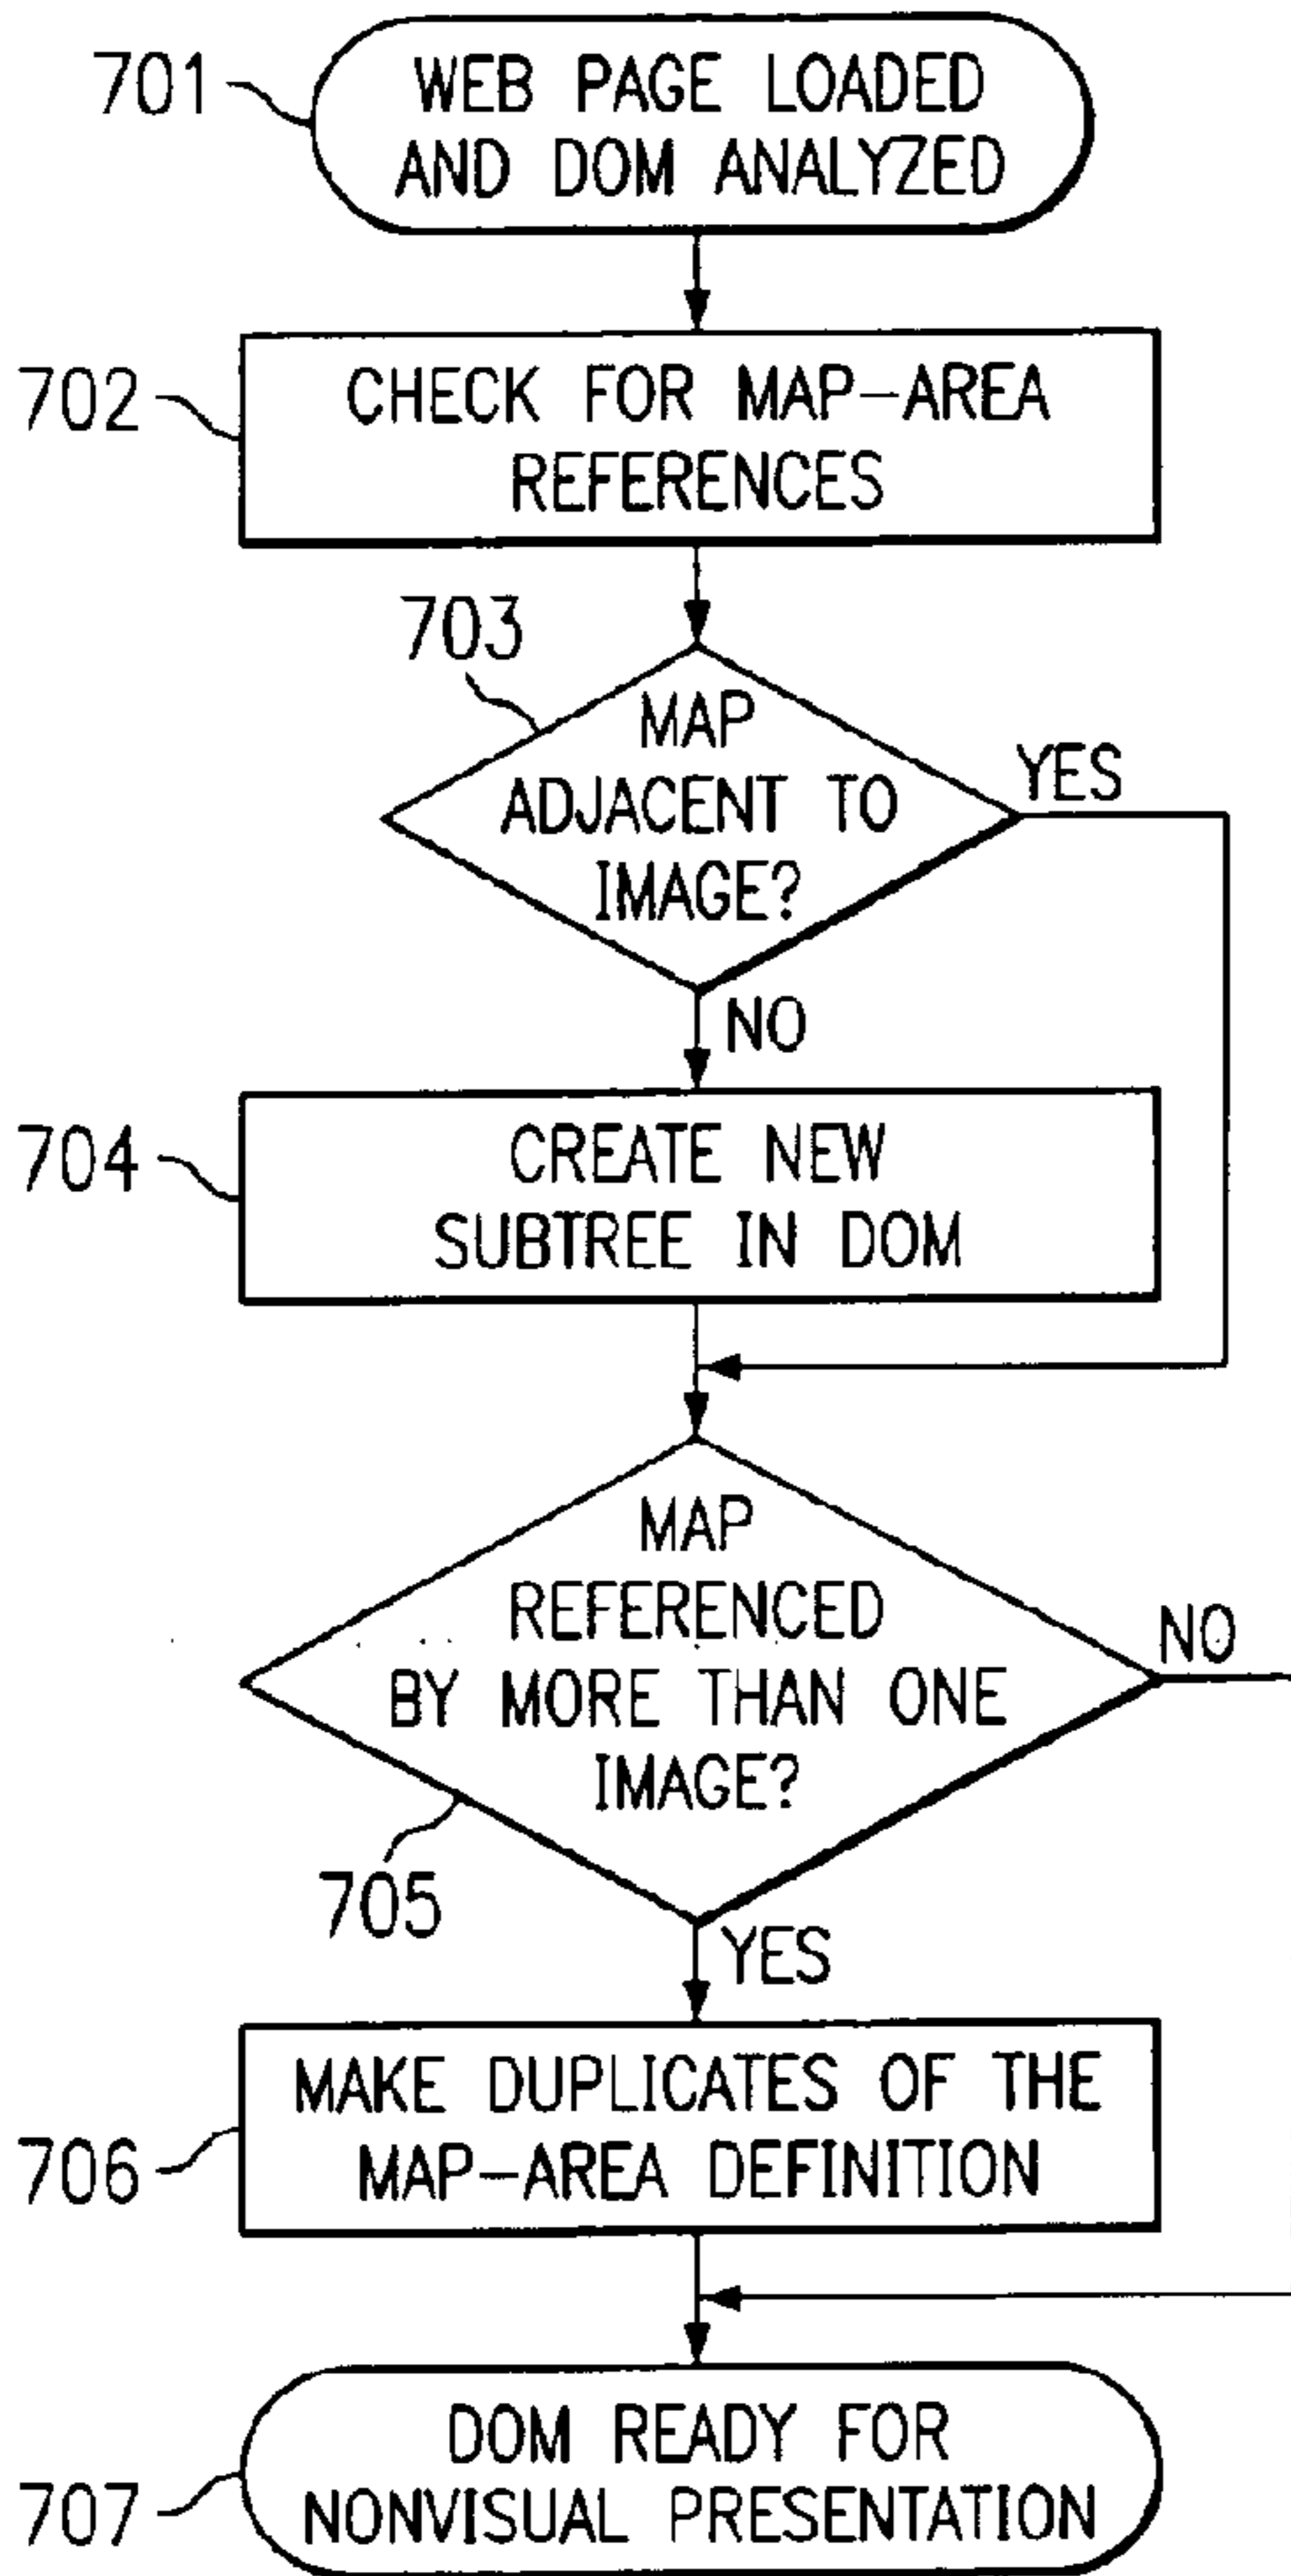 701
WEB PAGE LOADED
AND DOM ANALYZED
702
CHECK FOR MAP-AREA
REFERENCES
703
MAP
ADJACENT TO
IMAGE?
YES
NO
704
CREATE NEW
SUBTREE IN DOM
MAP
REFERENCED
BY MORE THAN ONE
IMAGE?
NO
705
YES
706
MAKE DUPLICATES OF THE
MAP-AREA DEFINITION
707
DOM READY FOR
NONVISUAL PRESENTATION